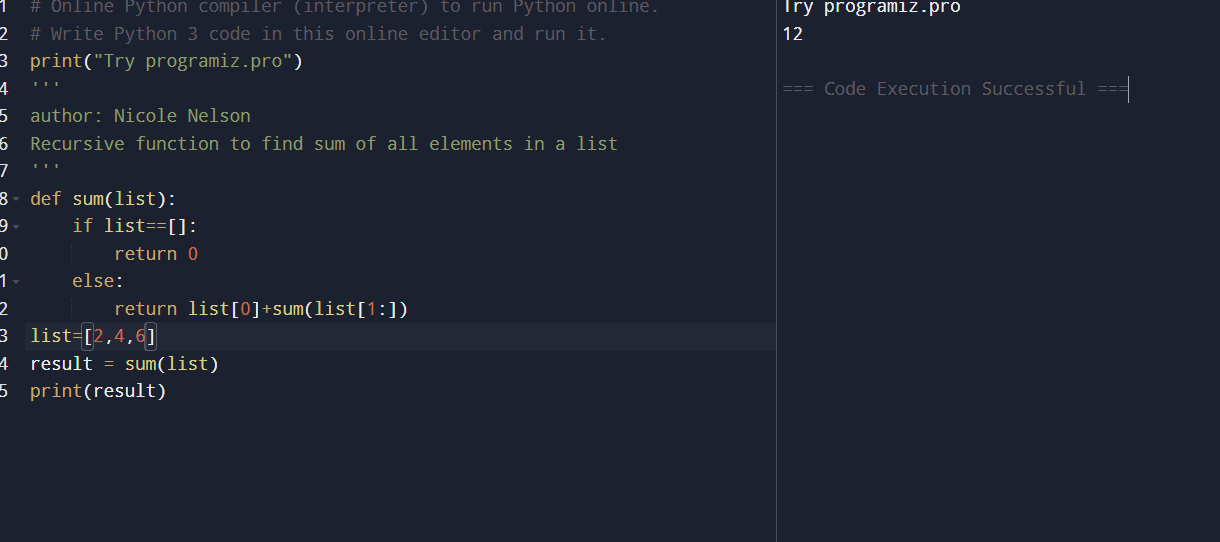 1 # Online Python compiler (interpreter) to run Python online.
2 # Write Python 3 code in this online editor and run it.
3 print("Try programiz.pro")
4 '''
5 author: Nicole Nelson
6 Recursive function to find sum of all elements in a list
7 '''
8 def sum(list):
9     if list==[]:
0         return 0
1     else:
2         return list[0]+sum(list[1:])
3 list=[2,4,6]
4 result = sum(list)
5 print(result)
Try programiz.pro
12
=== Code Execution Successful ===